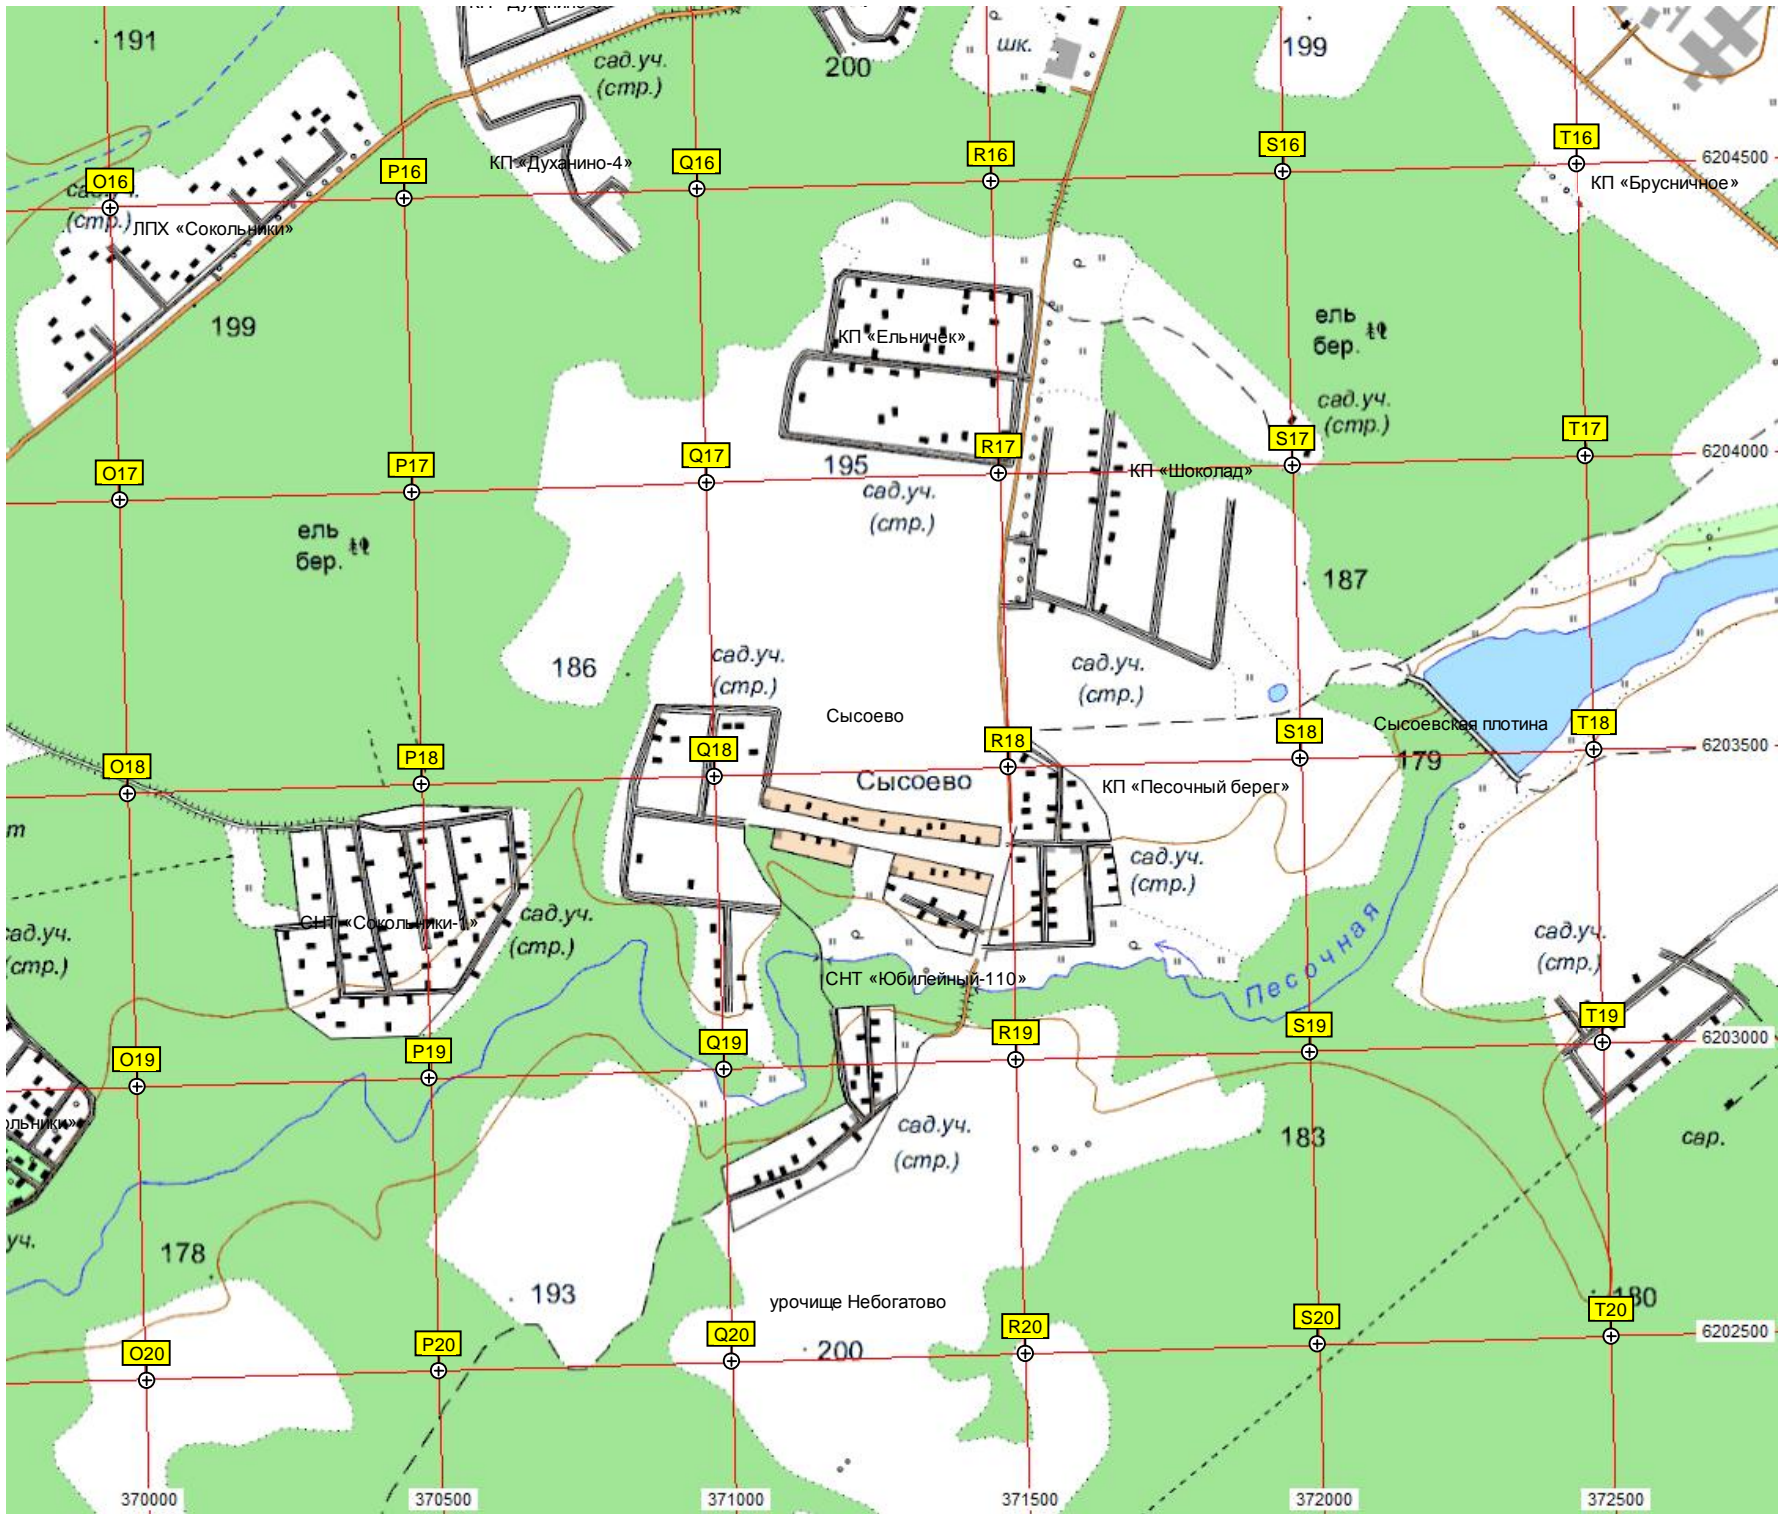 191
сад.уч.
(стр.)
200
шк.
199
O16
P16
КП «Духанино-4»
Q16
R16
S16
T16
6204500
КП «Брусничное»
(стр.)
ЛПХ «Сокольники»
199
КП «Ельничек»
ель
бер.
сад.уч.
(стр.)
O17
P17
Q17
R17
S17
T17
6204000
195
КП «Шоколад»
сад.уч.
(стр.)
ель
бер.
187
186
сад.уч.
(стр.)
сад.уч.
(стр.)
Сысоево
Сысоевская плотина
O18
P18
Q18
R18
S18
T18
6203500
179
Сысоево
КП «Песочный берег»
т
сад.уч.
(стр.)
СНТ «Сокольники-1»
сад.уч.
(стр.)
сад.уч.
(стр.)
сад.уч.
(стр.)
Песочная
СНТ «Юбилейный-110»
O19
P19
Q19
R19
S19
T19
6203000
ольники»
сад.уч.
(стр.)
183
сар.
уч.
178
193
урочище Небогатово
180
200
O20
P20
Q20
R20
S20
T20
6202500
370000
370500
371000
371500
372000
372500